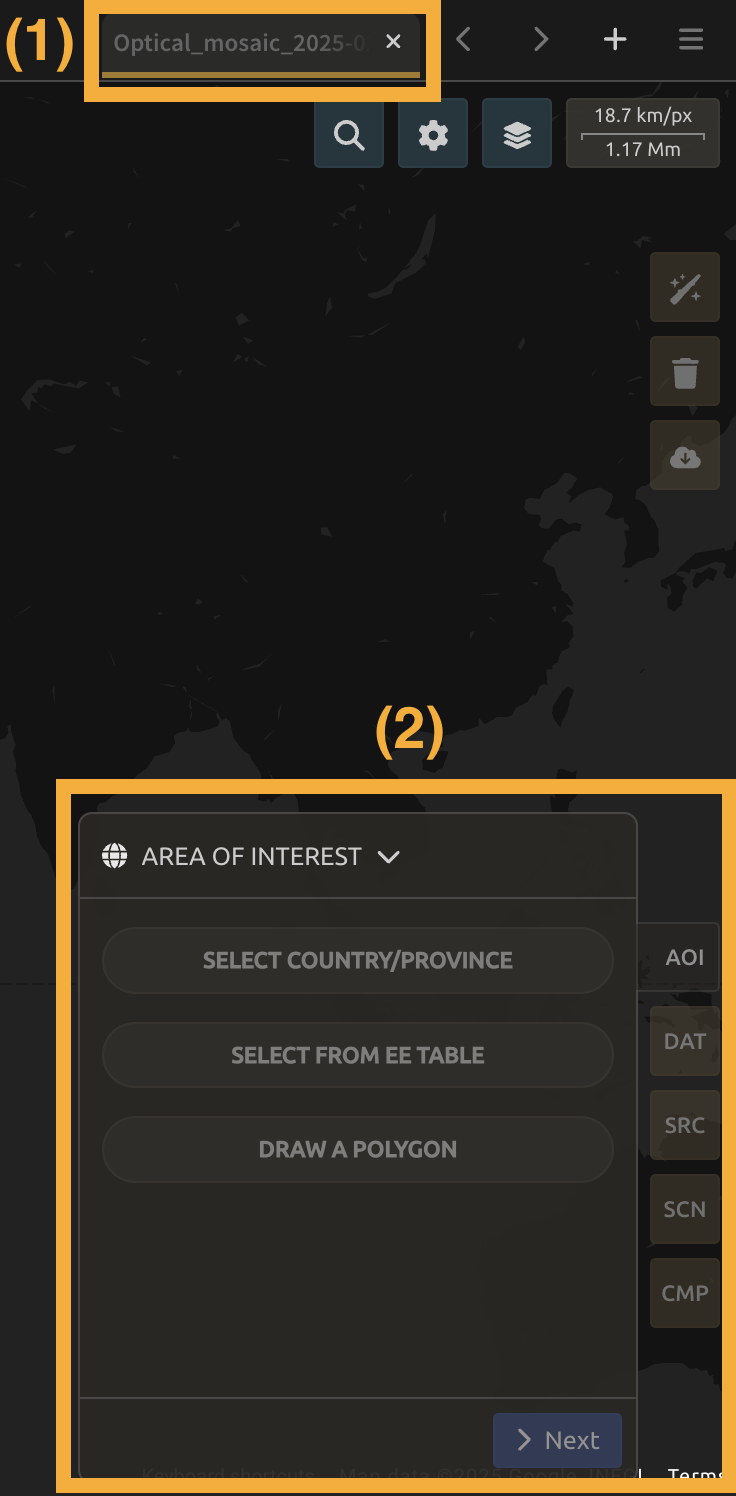 (1)
Optical_mosaic_2025-0
18.7 km/px
1.17 Mm
(2)
AREA OF INTEREST
SELECT COUNTRY/PROVINCE
SELECT FROM EE TABLE
DRAW A POLYGON
AOI
DAT
SRC
SCN
CMP
Next
Keyboard shortcuts Map data ©2025 Google, INEGI Terms